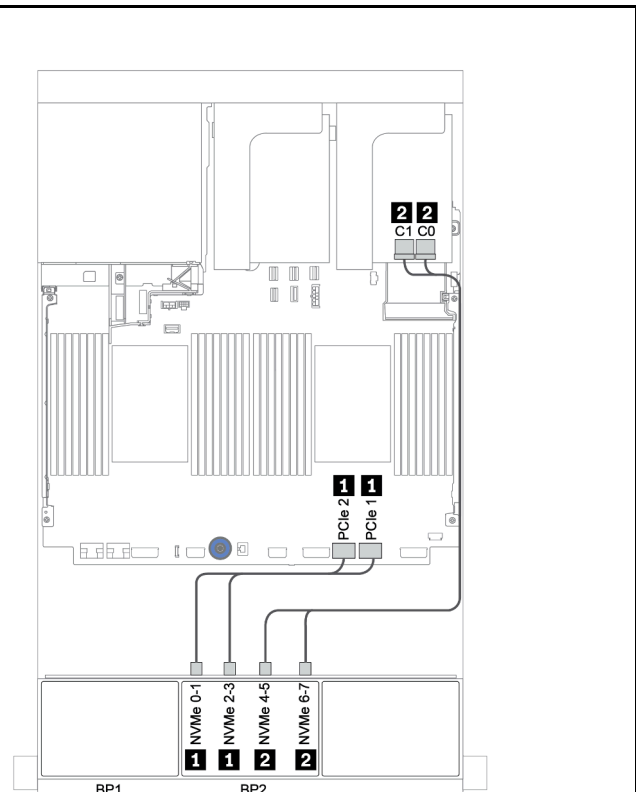 2 2
C1 C0
1 1
PCIe 2
PCIe 1
NVMe 0-1
NVMe 2-3
NVMe 4-5
NVMe 6-7
1 1 2 2
BP1 BP2